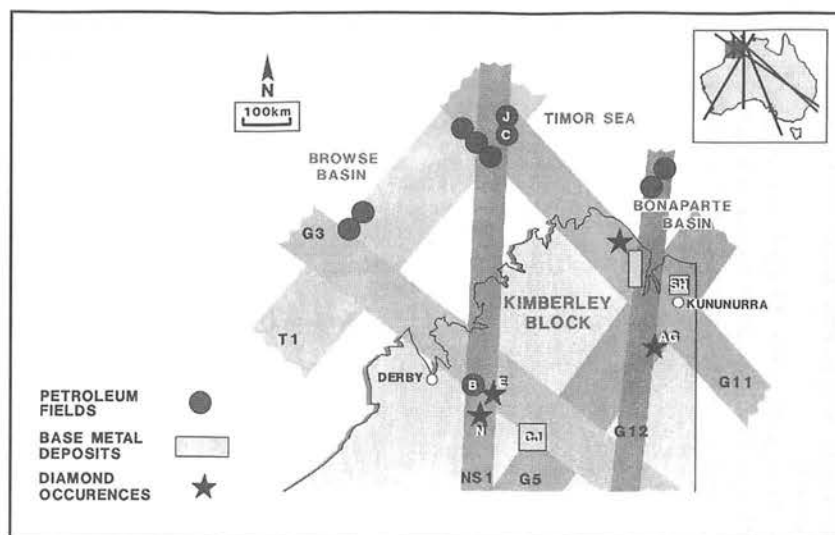 N
100km
J
C
TIMOR SEA
BROWSE
BASIN
BONAPARTE
BASIN
G3
SH
KIMBERLEY
BLOCK
KUNUNURRA
T1
AG
DERBY
B
E
G11
PETROLEUM
FIELDS
N
G12
BASE METAL
DEPOSITS
DIAMOND
OCCURENCES
NS1
G5